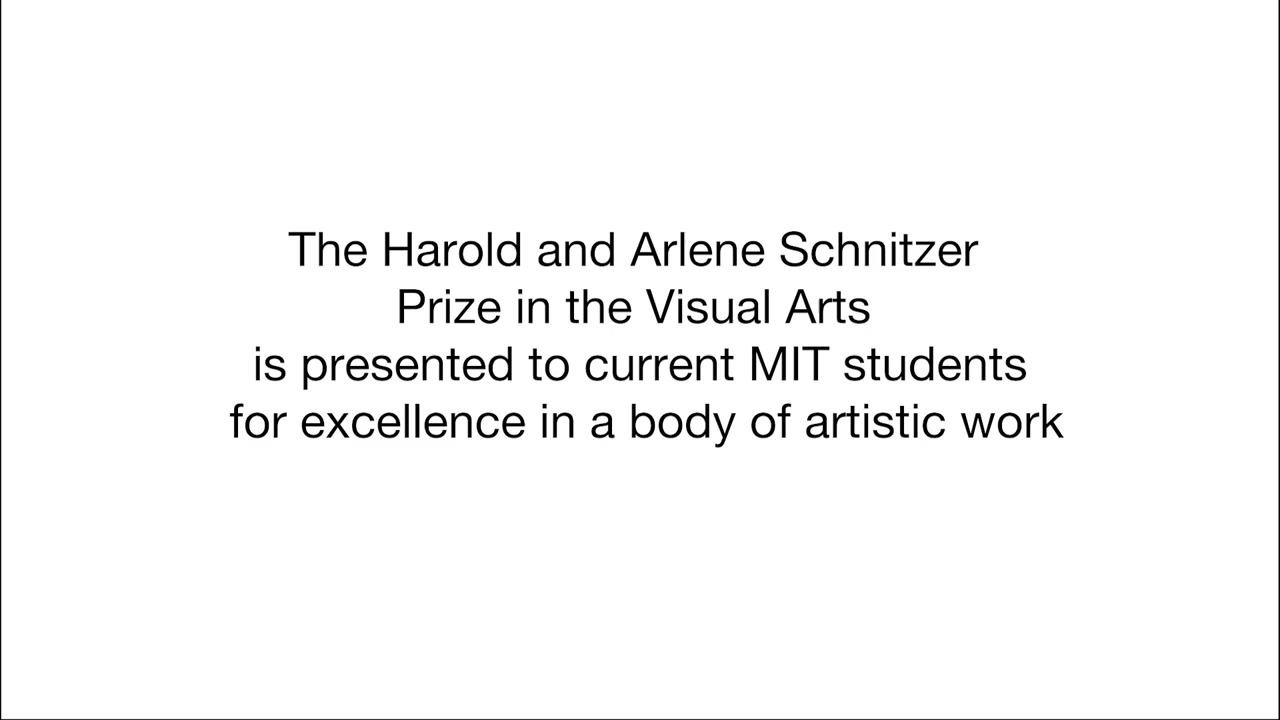 The Harold and Arlene Schnitzer
Prize in the Visual Arts
is presented to current MIT students
for excellence in a body of artistic work